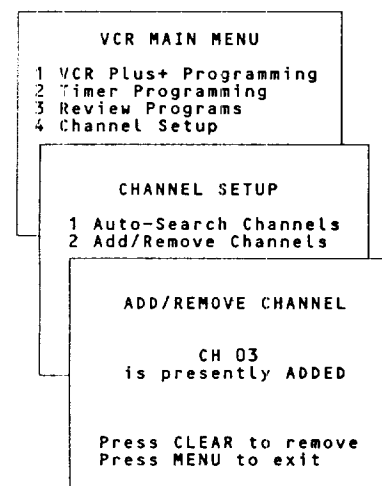 VCR MAIN MENU
1 VCR Plus+ Programming
2 Timer Programming
3 Review Programs
4 Channel Setup
CHANNEL SETUP
1 Auto-Search Channels
2 Add/Remove Channels
ADD/REMOVE CHANNEL
CH 03
is presently ADDED
Press CLEAR to remove
Press MENU to exit